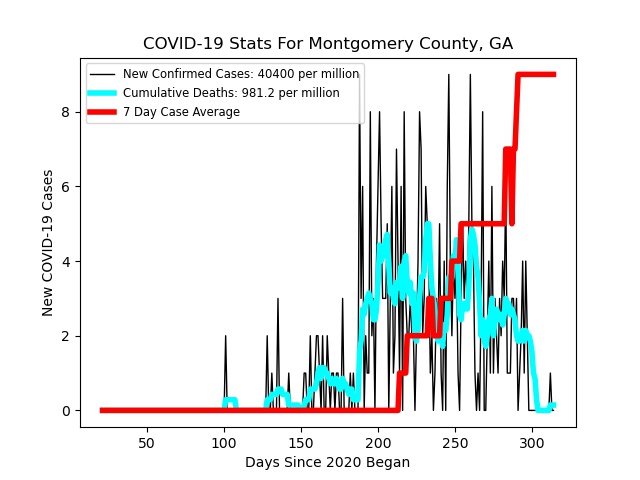 COVID-19 Stats For Montgomery County, GA
New Confirmed Cases: 40400 per million
Cumulative Deaths: 981.2 per million
7 Day Case Average
New COVID-19 Cases
8
6
4
2
0
50 100 150 200 250 300
Days Since 2020 Began